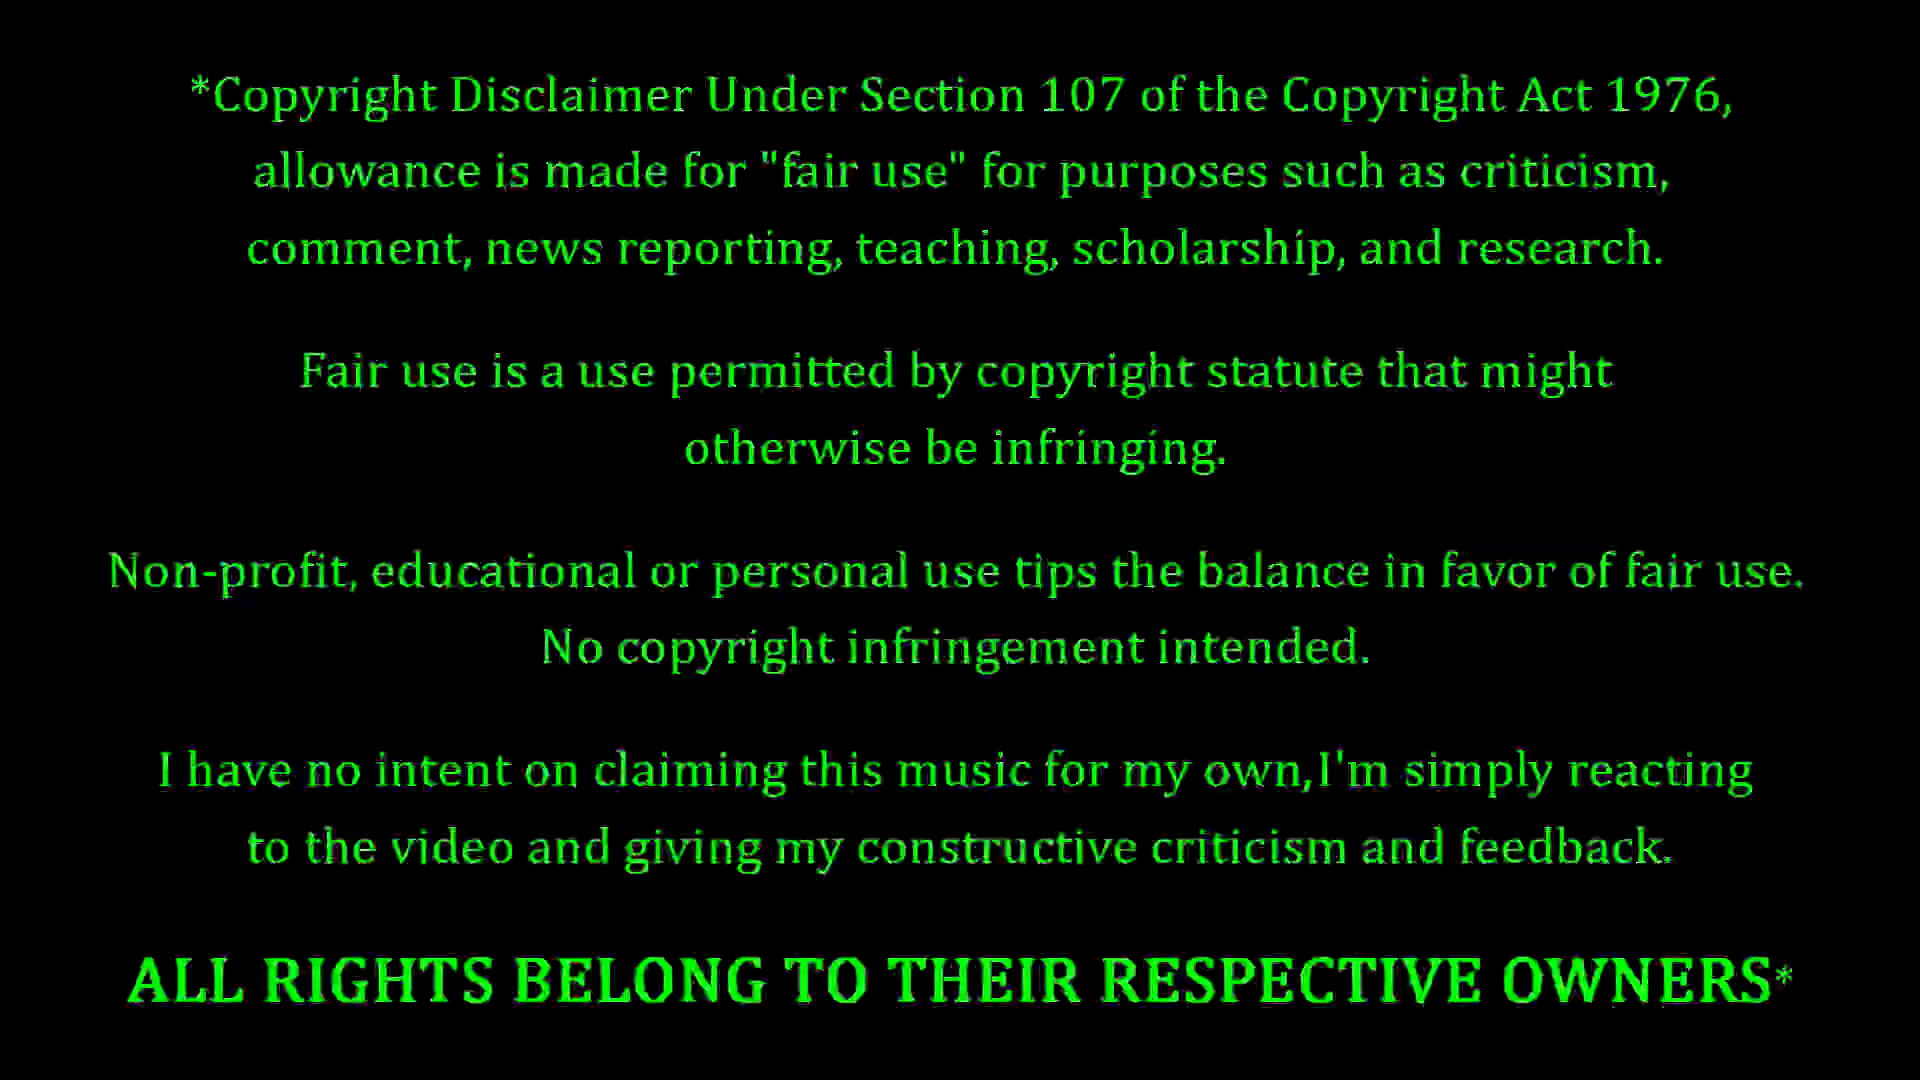 *Copyright Disclaimer Under Section 107 of the Copyright Act 1976,
allowance is made for "fair use" for purposes such as criticism,
comment, news reporting, teaching, scholarship, and research.
Fair use is a use permitted by copyright statute that might
otherwise be infringing.
Non-profit, educational or personal use tips the balance in favor of fair use.
No copyright infringement intended.
I have no intent on claiming this music for my own,I'm simply reacting
to the video and giving my constructive criticism and feedback.
ALL RIGHTS BELONG TO THEIR RESPECTIVE OWNERS*